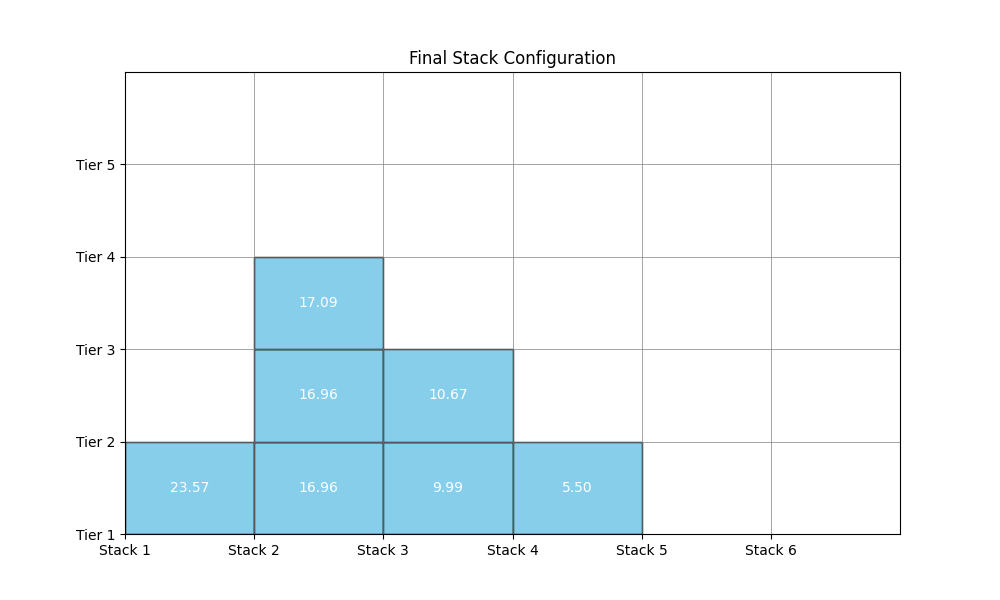 Final Stack Configuration
Tier 5
Tier 4
17.09
Tier 3
16.96 10.67
Tier 2
23.57 16.96 9.99 5.50
Tier 1
Stack 1 Stack 2 Stack 3 Stack 4 Stack 5 Stack 6